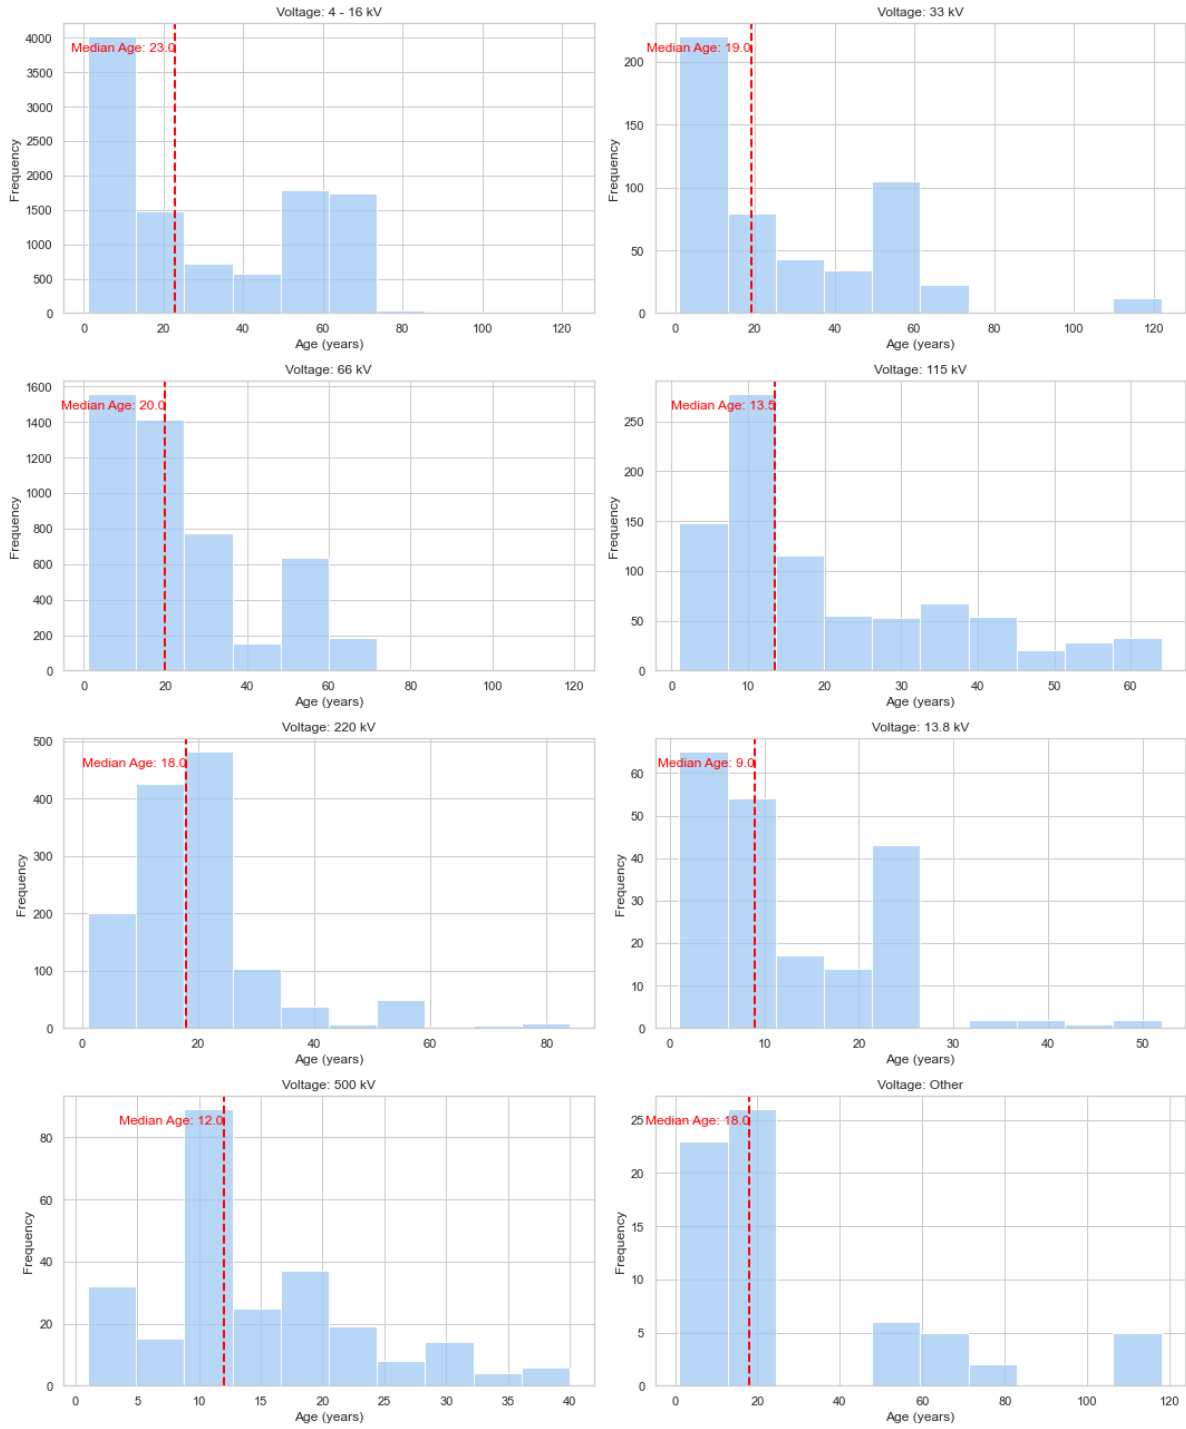 Voltage: 4 - 16 kV
Median Age: 23.0
Frequency
4000
3500
3000
2500
2000
1500
1000
500
0
0 20 40 60 80 100 120
Age (years)
Voltage: 33 kV
Median Age: 19.0
Frequency
200
150
100
50
0
0 20 40 60 80 100 120
Age (years)
Voltage: 66 kV
Median Age: 20.0
Frequency
1600
1400
1200
1000
800
600
400
200
0
0 20 40 60 80 100 120
Age (years)
Voltage: 115 kV
Median Age: 13.5
Frequency
250
200
150
100
50
0
0 10 20 30 40 50 60
Age (years)
Voltage: 220 kV
Median Age: 18.0
Frequency
500
400
300
200
100
0
0 20 40 60 80
Age (years)
Voltage: 13.8 kV
Median Age: 9.0
Frequency
60
50
40
30
20
10
0
0 10 20 30 40 50
Age (years)
Voltage: 500 kV
Median Age: 12.0
Frequency
80
60
40
20
0
0 5 10 15 20 25 30 35 40
Age (years)
Voltage: Other
Median Age: 18.0
Frequency
25
20
15
10
5
0
0 20 40 60 80 100 120
Age (years)